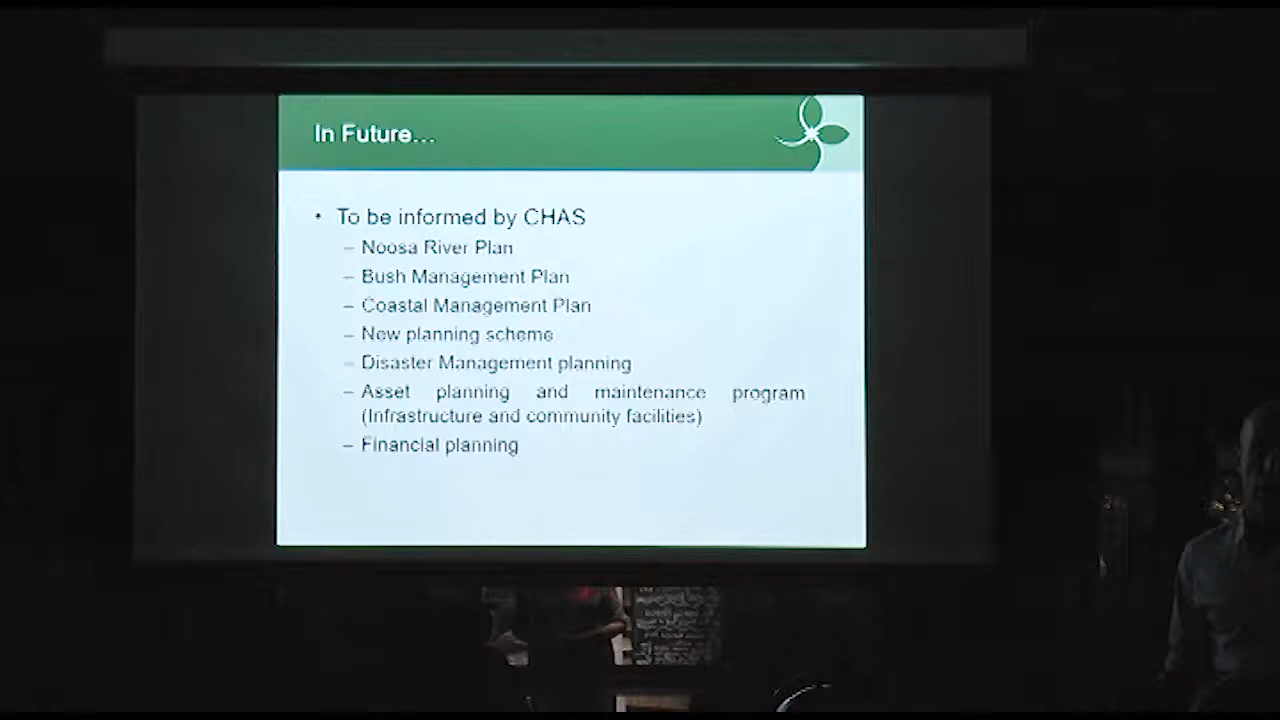 In Future...
• To be informed by CHAS
– Noosa River Plan
– Bush Management Plan
– Coastal Management Plan
– New planning scheme
– Disaster Management planning
– Asset planning and maintenance program
(Infrastructure and community facilities)
– Financial planning